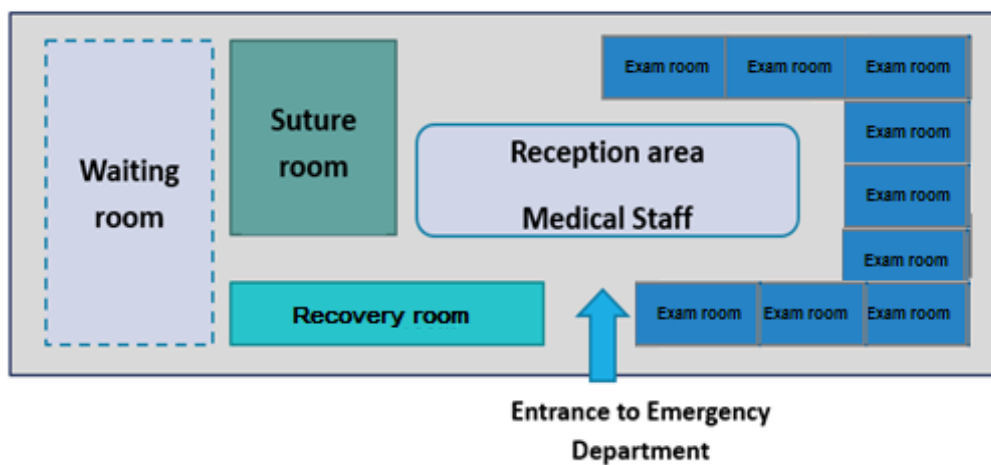 Waiting
room
Suture
room
Reception area
Medical Staff
Recovery room
Exam room
Exam room
Exam room
Exam room
Exam room
Exam room
Exam room
Exam room
Exam room
Entrance to Emergency
Department